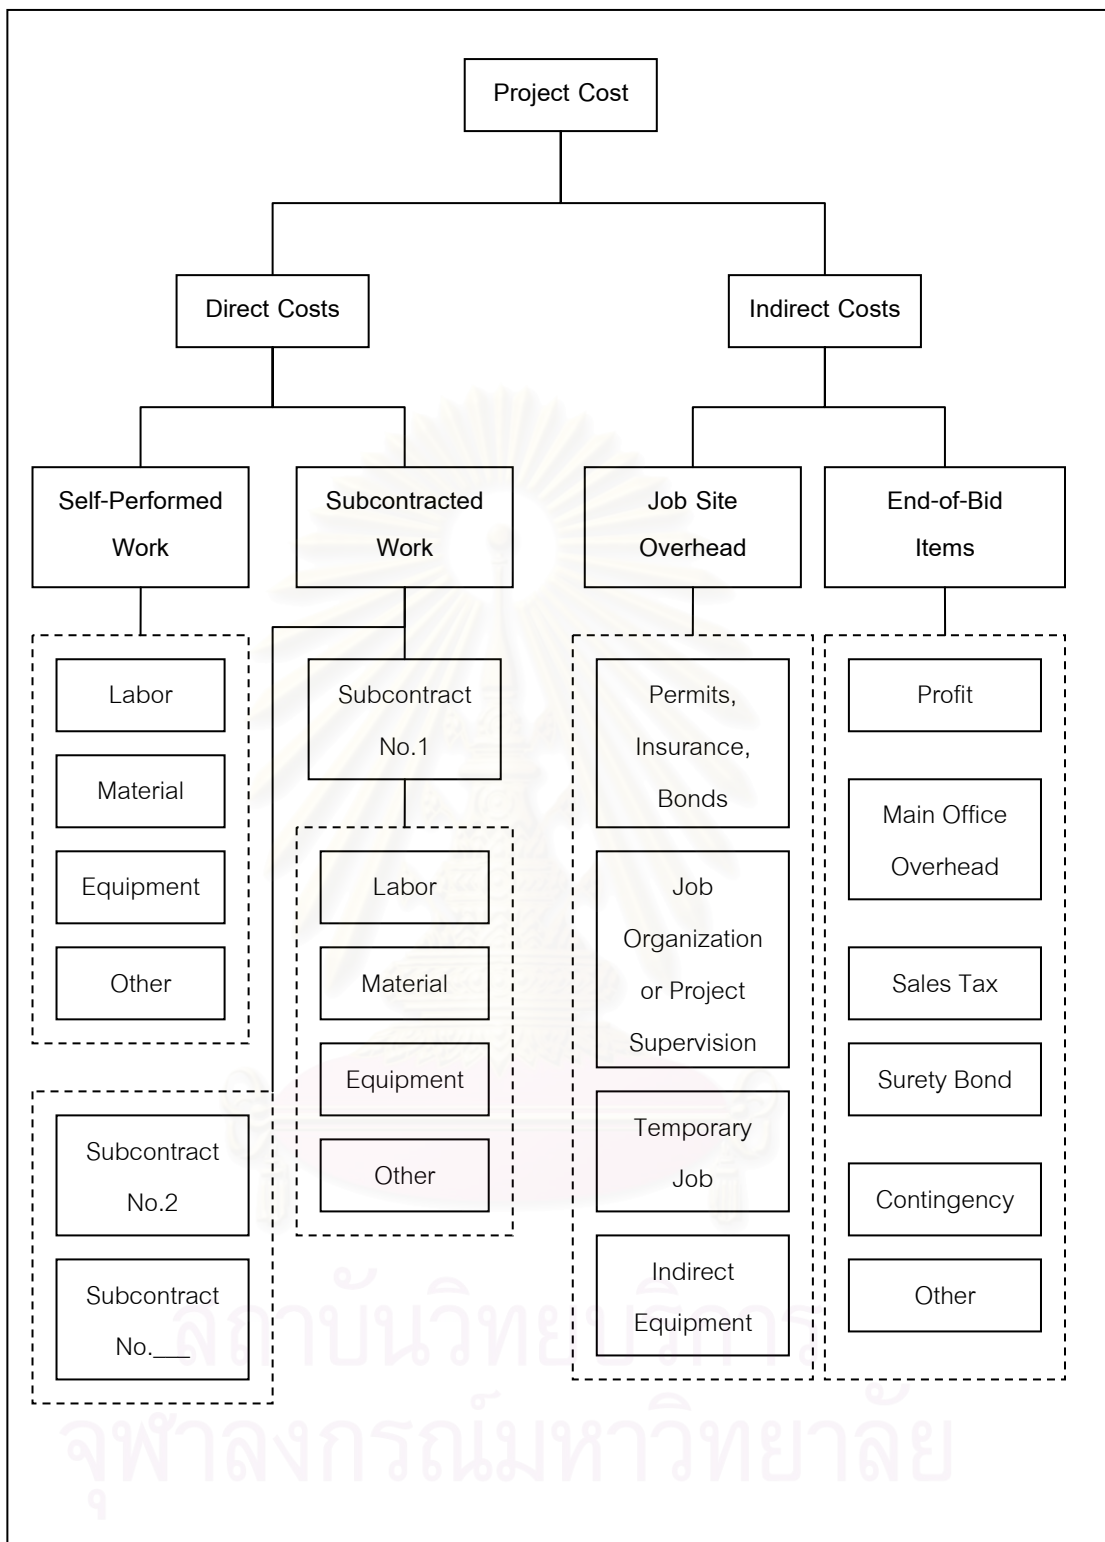 Project Cost
Direct Costs
Indirect Costs
Self-Performed
Work
Subcontracted
Work
Job Site
Overhead
End-of-Bid
Items
Labor
Material
Equipment
Other
Subcontract
No.1
Labor
Material
Equipment
Other
Subcontract
No.2
Subcontract
No.___
Permits,
Insurance,
Bonds
Job
Organization
or Project
Supervision
Temporary
Job
Indirect
Equipment
Profit
Main Office
Overhead
Sales Tax
Surety Bond
Contingency
Other
สถาบันวิทยบริการ
จุฬาลงกรณ์มหาวิทยาลัย